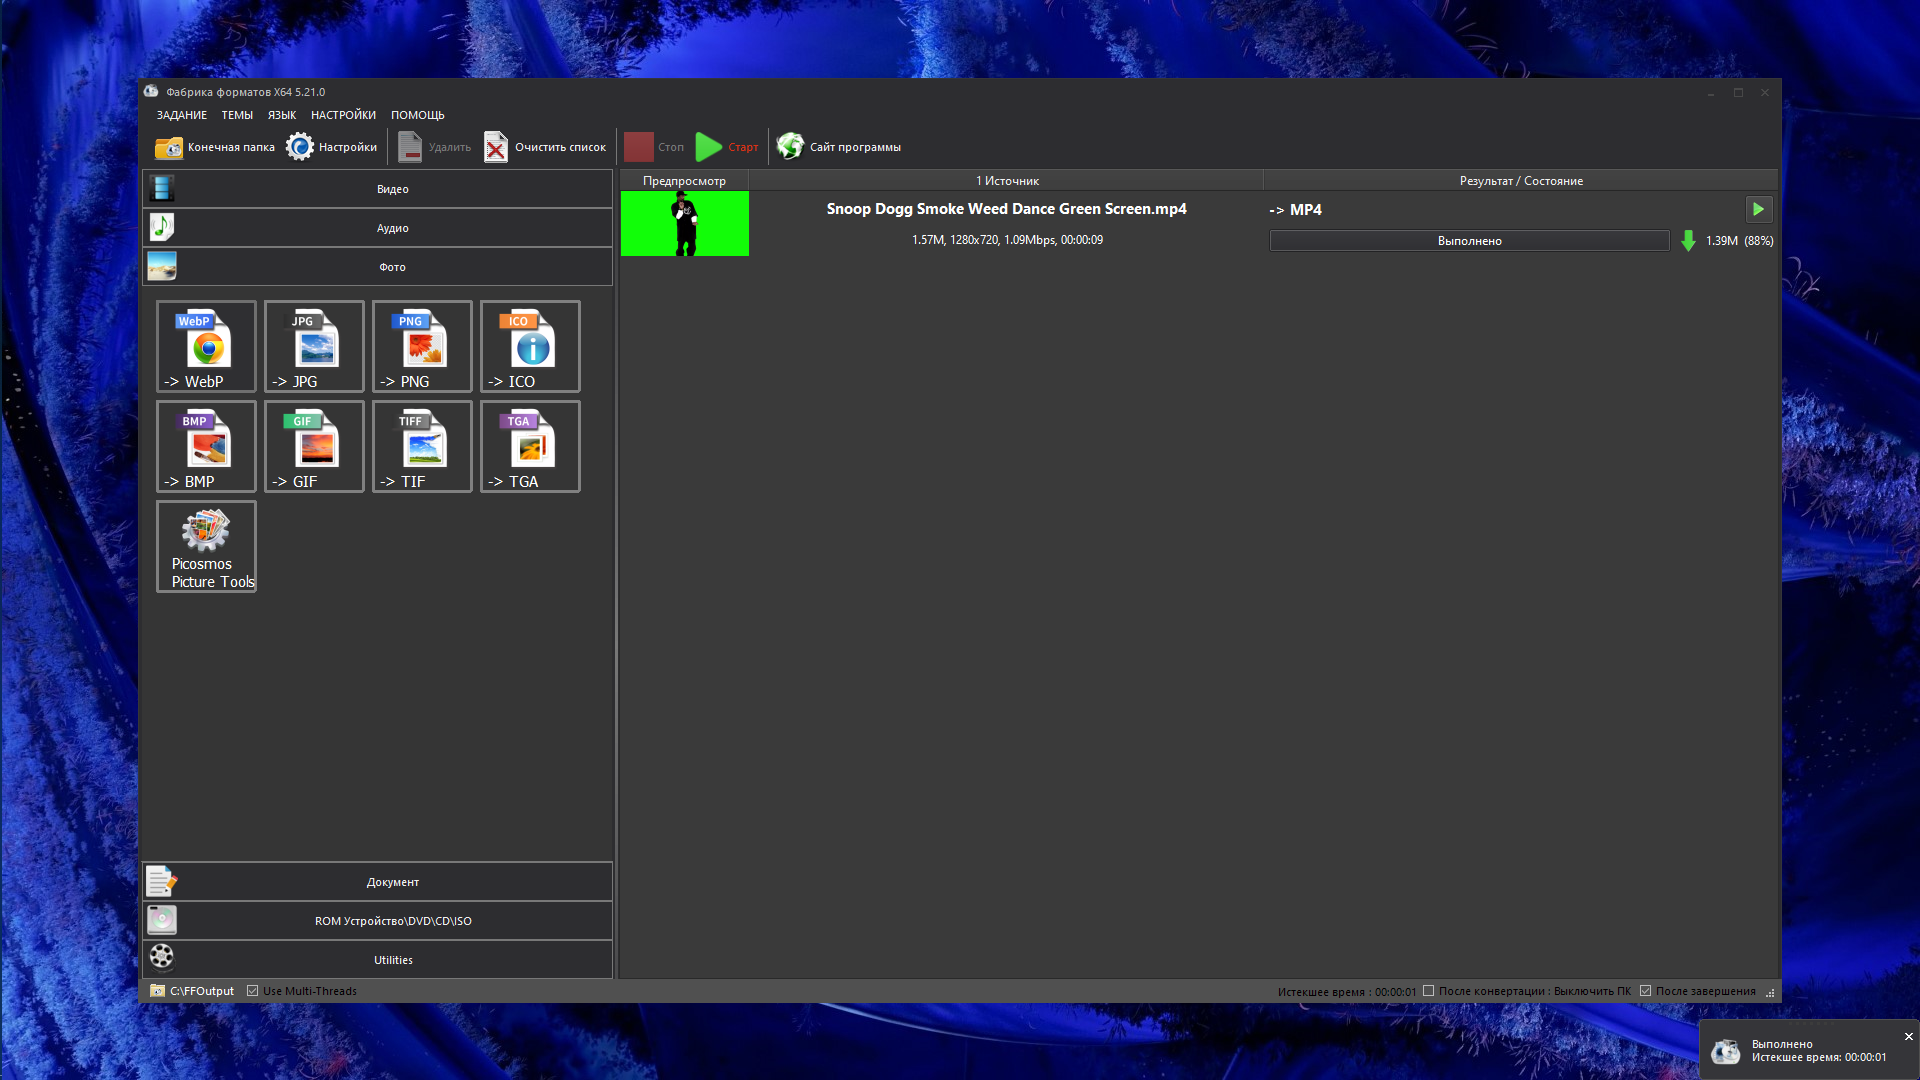 Фабрика форматов X64 5.21.0
ЗАДАНИЕ ТЕМЫ ЯЗЫК НАСТРОЙКИ ПОМОЩЬ
Конечная папка Настройки Удалить Очистить список Стоп Старт Сайт программы
Видео
Аудио
Фото
WebP
-> WebP
JPG
-> JPG
PNG
-> PNG
ICO
-> ICO
BMP
-> BMP
GIF
-> GIF
TIFF
-> TIF
TGA
-> TGA
Picosmos
Picture Tools
Документ
ROM Устройство\DVD\CD\ISO
Utilities
Предпросмотр 1 Источник Результат / Состояние
Snoop Dogg Smoke Weed Dance Green Screen.mp4
-> MP4
1.57M, 1280x720, 1.09Mbps, 00:00:09
Выполнено 1.39M (88%)
C:\FFOutput Use Multi-Threads Истекшее время : 00:00:01 После конвертации : Выключить ПК После завершения
Выполнено
Истекшее время: 00:00:01